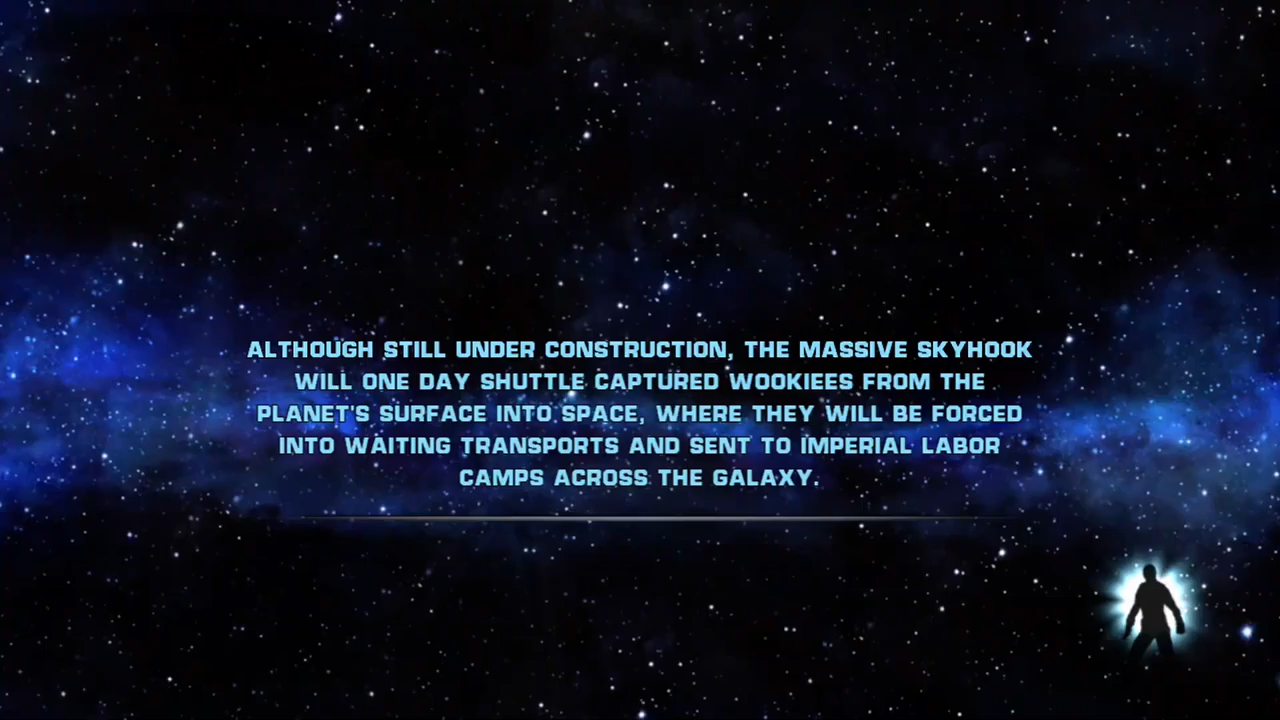 ALTHOUGH STILL UNDER CONSTRUCTION, THE MASSIVE SKYHOOK
WILL ONE DAY SHUTTLE CAPTURED WOOKIEES FROM THE
PLANET'S SURFACE INTO SPACE, WHERE THEY WILL BE FORCED
INTO WAITING TRANSPORTS AND SENT TO IMPERIAL LABOR
CAMPS ACROSS THE GALAXY.